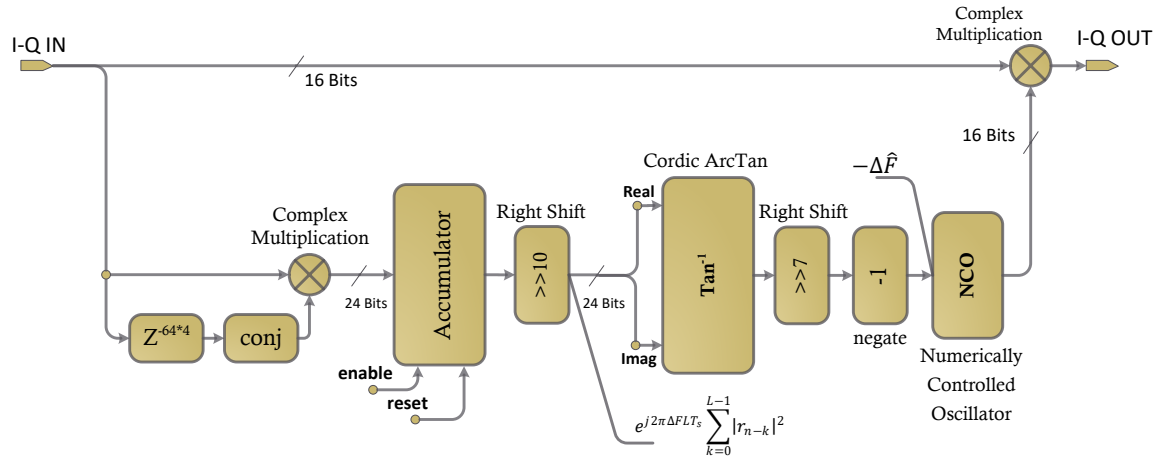 Complex
Multiplication
I-Q IN
I-Q OUT
16 Bits
16 Bits
−ΔF̂
Cordic ArcTan
Real
Complex
Multiplication
Right Shift
Right Shift
Accumulator
>>10
Tan⁻¹
>>7
-1
NCO
24 Bits
24 Bits
Z⁻⁶⁴*⁴
conj
Imag
negate
enable
reset
Numerically
Controlled
Oscillator
e^{j2πΔFLT_s} \sum_{k=0}^{L-1} |r_{n-k}|^2